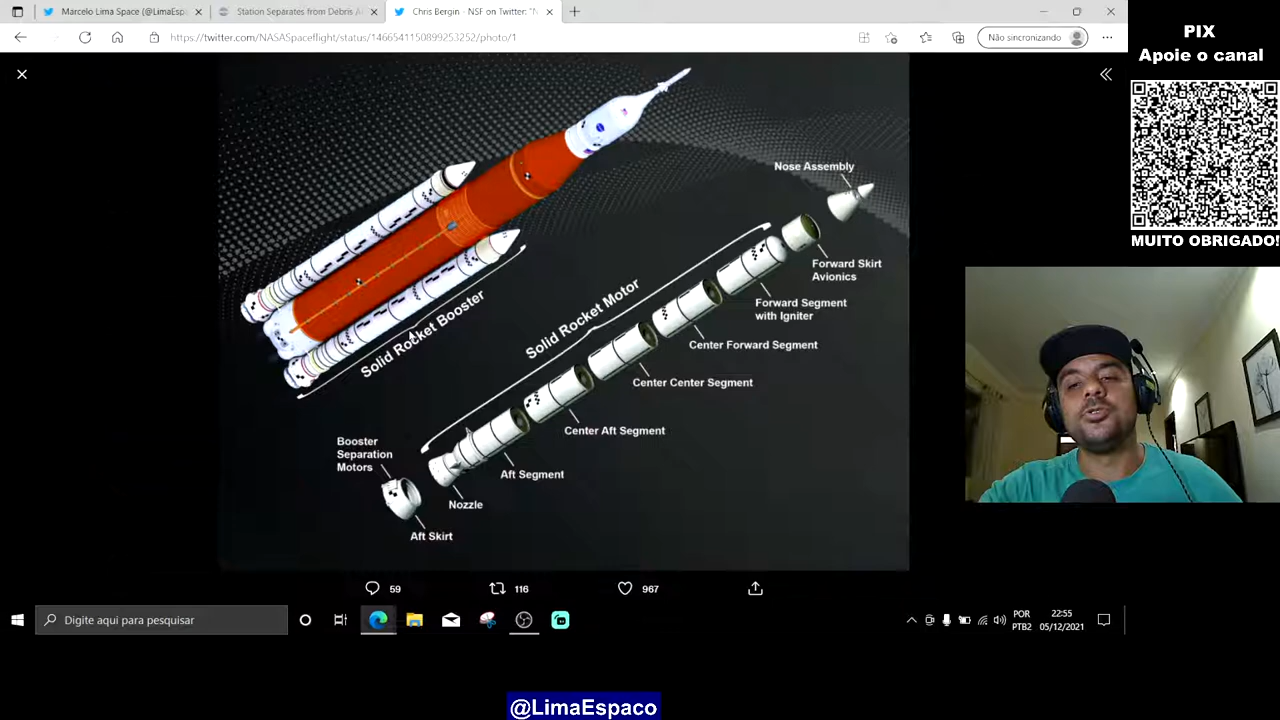 Marcelo Lima Space (@LimaEsp
Station Separates from Debris A
Chris Bergin - NSF on Twitter: "N
https://twitter.com/NASASpaceflight/status/1466541150899253252/photo/1
Não sincronizando
PIX
Apoie o canal
MUITO OBRIGADO!
Nose Assembly
Forward Skirt
Avionics
Forward Segment
with Igniter
Center Forward Segment
Center Center Segment
Center Aft Segment
Aft Segment
Nozzle
Aft Skirt
Booster
Separation
Motors
Solid Rocket Motor
Solid Rocket Booster
59
116
967
Digite aqui para pesquisar
POR
PTB2
22:55
05/12/2021
@LimaEspaco